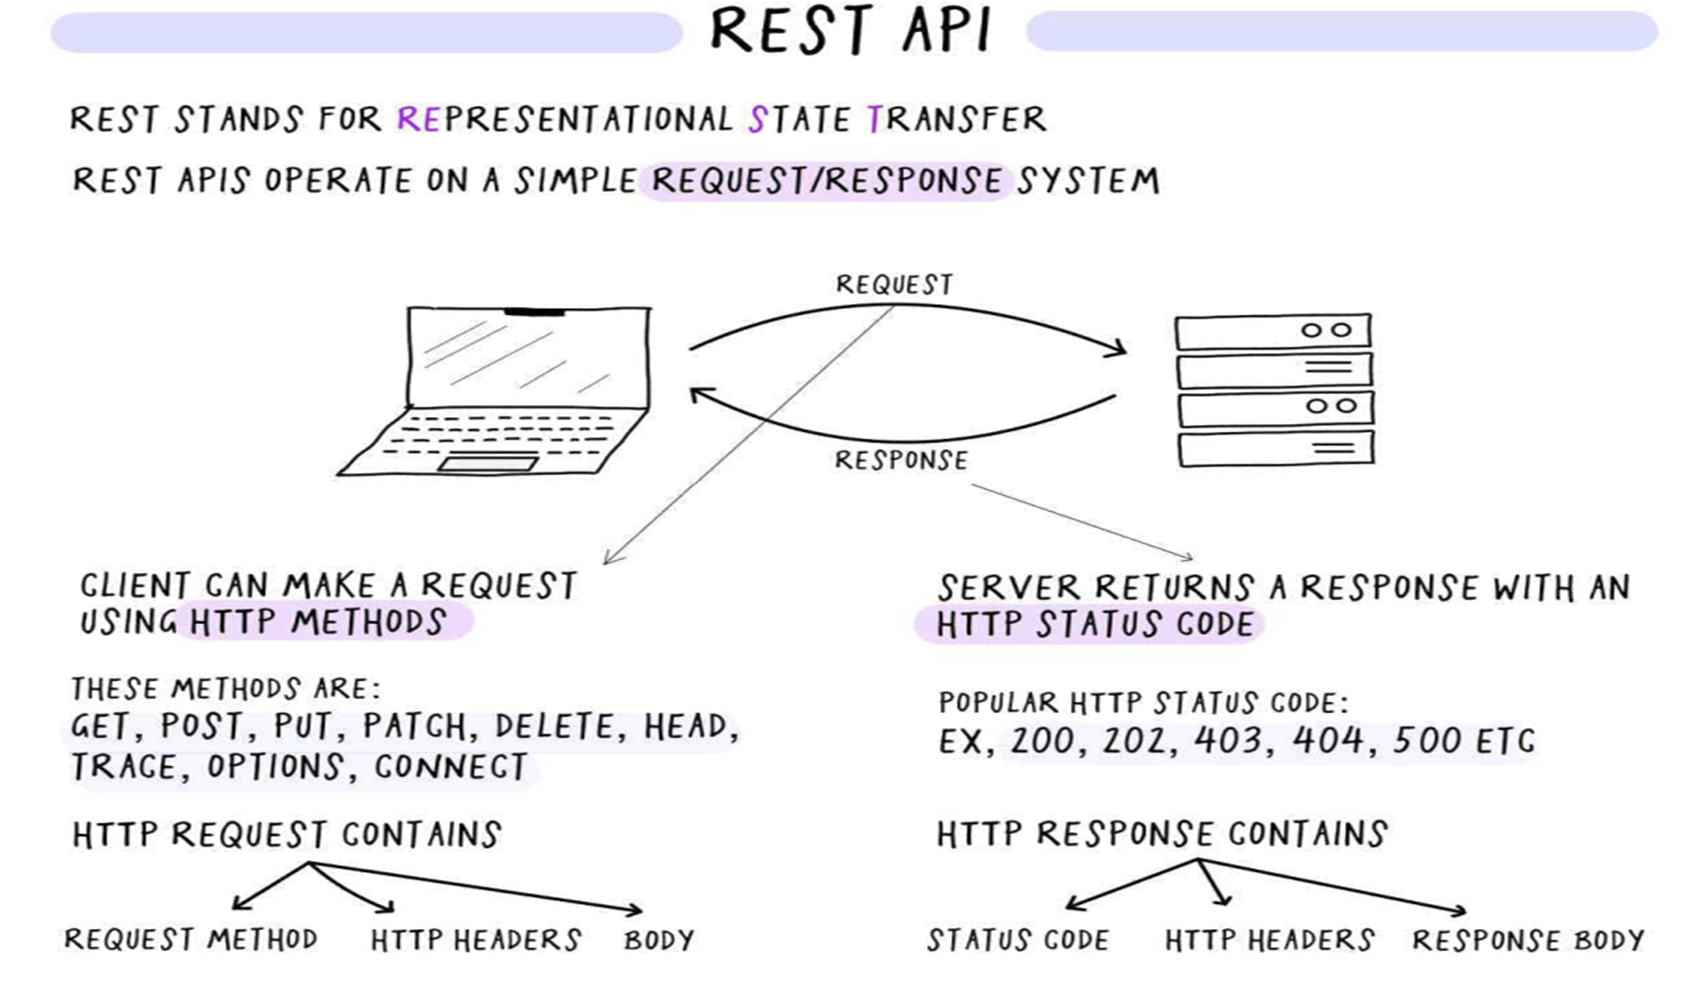 REST API
REST STANDS FOR REPRESENTATIONAL STATE TRANSFER
REST APIS OPERATE ON A SIMPLE REQUEST/RESPONSE SYSTEM
REQUEST
RESPONSE
CLIENT CAN MAKE A REQUEST
USING HTTP METHODS
THESE METHODS ARE:
GET, POST, PUT, PATCH, DELETE, HEAD,
TRACE, OPTIONS, CONNECT
HTTP REQUEST CONTAINS
REQUEST METHOD HTTP HEADERS BODY
SERVER RETURNS A RESPONSE WITH AN
HTTP STATUS CODE
POPULAR HTTP STATUS CODE:
EX, 200, 202, 403, 404, 500 ETC
HTTP RESPONSE CONTAINS
STATUS CODE HTTP HEADERS RESPONSE BODY